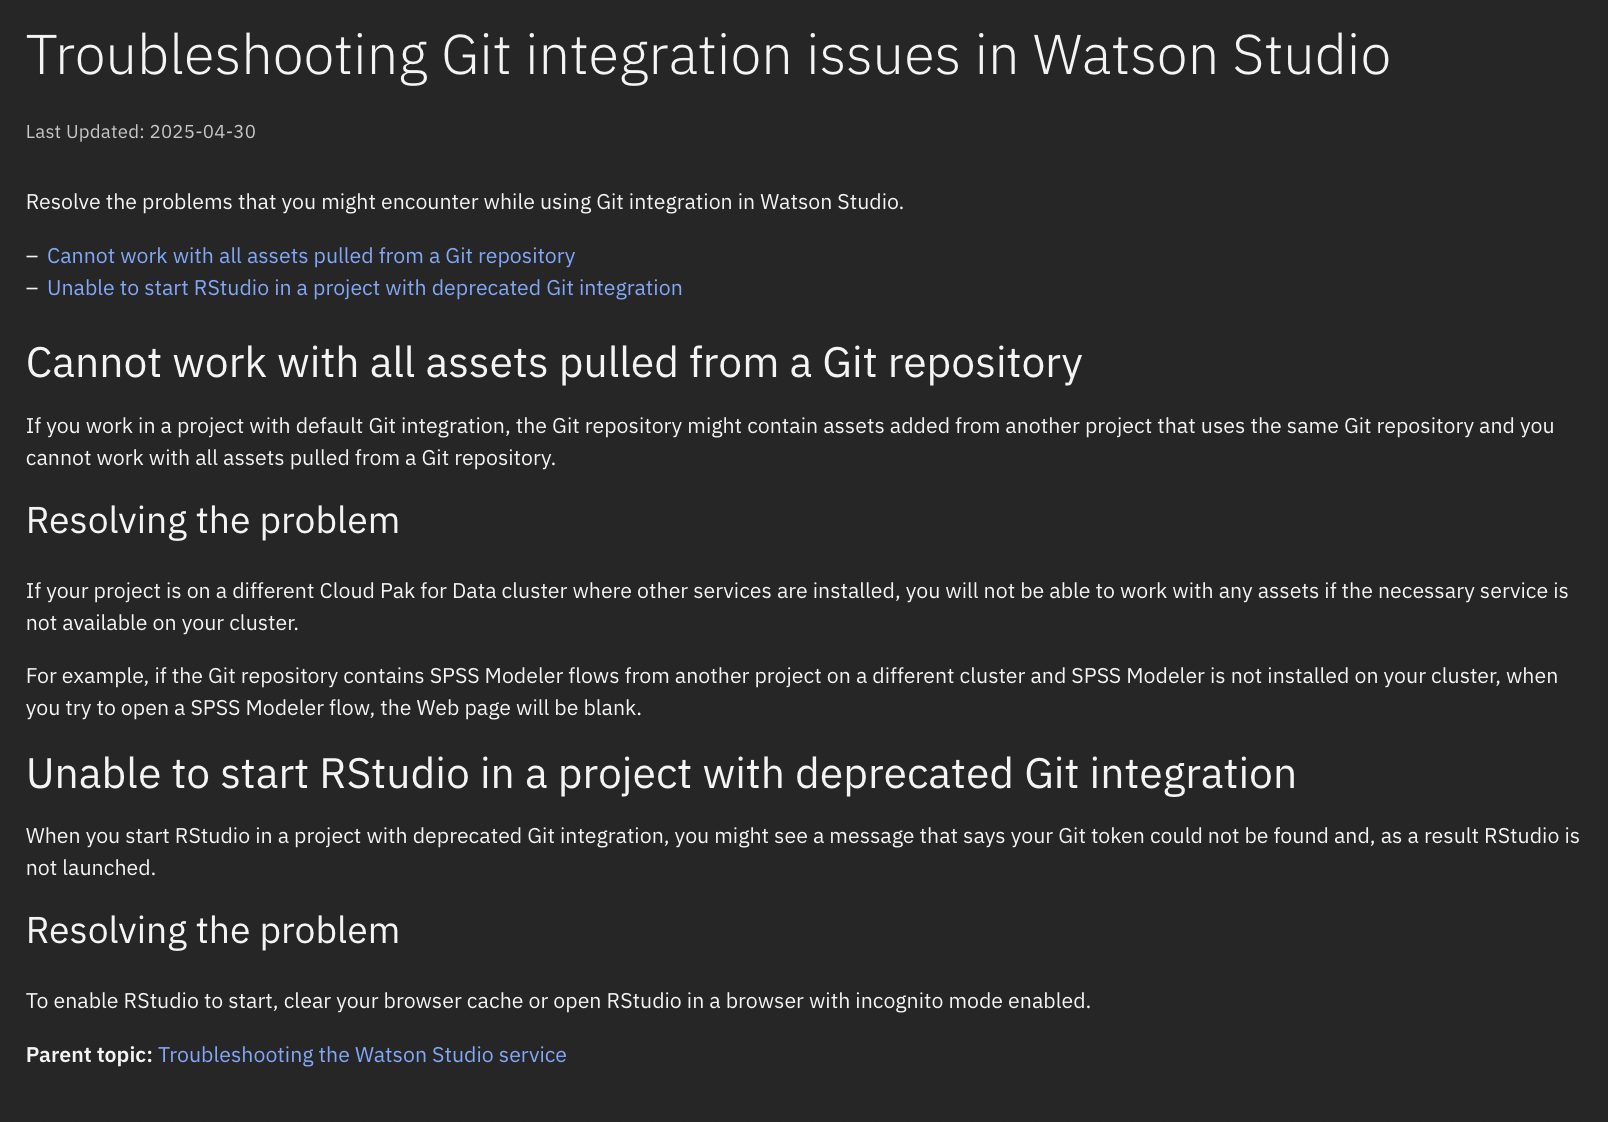 Troubleshooting Git integration issues in Watson Studio
Last Updated: 2025-04-30
Resolve the problems that you might encounter while using Git integration in Watson Studio.
– Cannot work with all assets pulled from a Git repository
– Unable to start RStudio in a project with deprecated Git integration
Cannot work with all assets pulled from a Git repository
If you work in a project with default Git integration, the Git repository might contain assets added from another project that uses the same Git repository and you
cannot work with all assets pulled from a Git repository.
Resolving the problem
If your project is on a different Cloud Pak for Data cluster where other services are installed, you will not be able to work with any assets if the necessary service is
not available on your cluster.
For example, if the Git repository contains SPSS Modeler flows from another project on a different cluster and SPSS Modeler is not installed on your cluster, when
you try to open a SPSS Modeler flow, the Web page will be blank.
Unable to start RStudio in a project with deprecated Git integration
When you start RStudio in a project with deprecated Git integration, you might see a message that says your Git token could not be found and, as a result RStudio is
not launched.
Resolving the problem
To enable RStudio to start, clear your browser cache or open RStudio in a browser with incognito mode enabled.
Parent topic: Troubleshooting the Watson Studio service